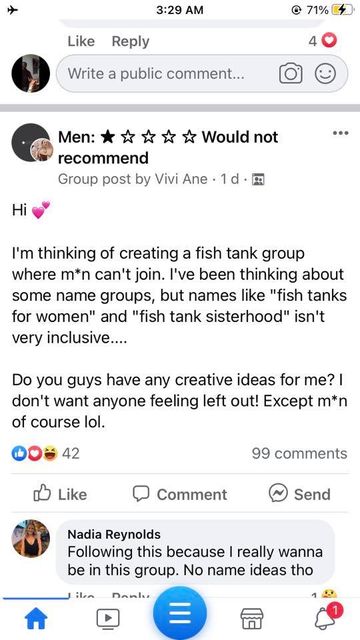 3:29 AM
71%
Like Reply 4
Write a public comment...
Men: ★ ☆ ☆ ☆ ☆ Would not
recommend
Group post by Vivi Ane · 1 d ·
Hi 💕
I'm thinking of creating a fish tank group
where m*n can't join. I've been thinking about
some name groups, but names like "fish tanks
for women" and "fish tank sisterhood" isn't
very inclusive....
Do you guys have any creative ideas for me? I
don't want anyone feeling left out! Except m*n
of course lol.
42 99 comments
Like Comment Send
Nadia Reynolds
Following this because I really wanna
be in this group. No name ideas tho
Like Reply 1
1